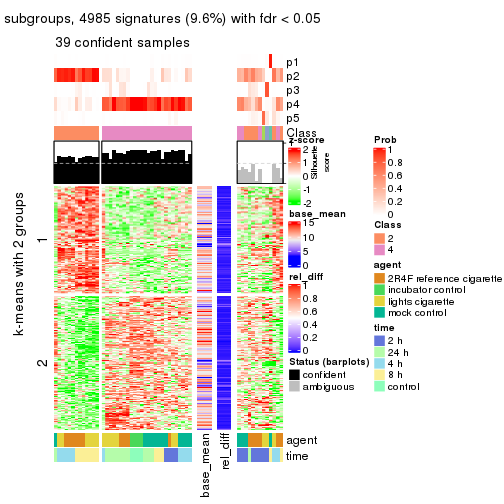 subgroups, 4985 signatures (9.6%) with fdr < 0.05
39 confident samples
p1
p2
p3
p4
p5
Class
z-score
2
1
0
-1
-2
Silhouette
score
1
k-means with 2 groups
1
2
base_mean
15
10
5
0
rel_diff
1
0.8
0.6
0.4
0.2
0
Status (barplots)
confident
ambiguous
Prob
1
0.8
0.6
0.4
0.2
0
Class
2
4
agent
2R4F reference cigarette
incubator control
lights cigarette
mock control
time
2 h
24 h
4 h
8 h
control
agent
time
base_mean
rel_diff